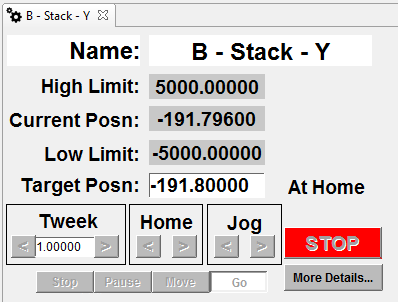 B - Stack - Y
Name: B - Stack - Y
High Limit: 5000.00000
Current Posn: -191.79600
Low Limit: -5000.00000
Target Posn: -191.80000 At Home
Tweek Home Jog
< 1.00000 > < > < > STOP
Stop Pause Move Go More Details...